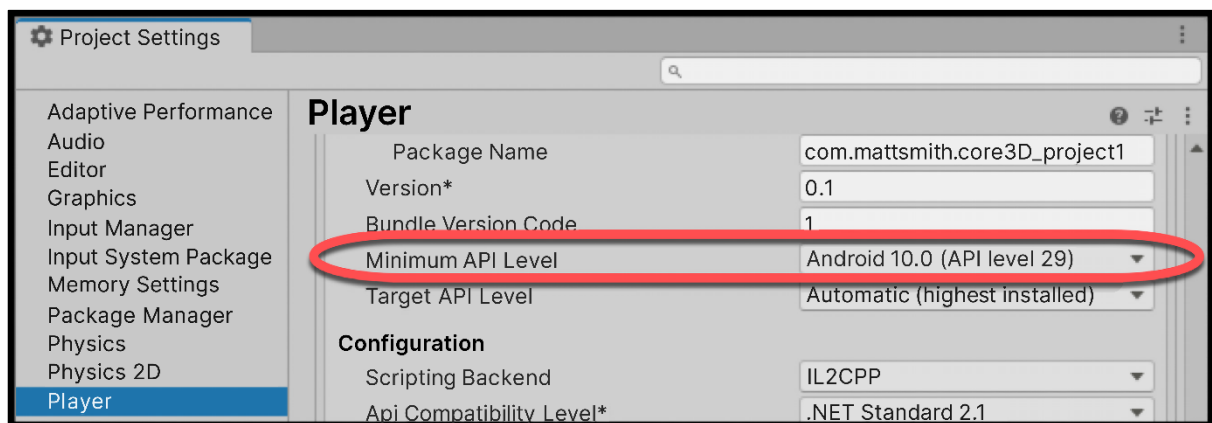 Project Settings
Adaptive Performance
Audio
Editor
Graphics
Input Manager
Input System Package
Memory Settings
Package Manager
Physics
Physics 2D
Player
Player
Package Name com.mattsmith.core3D_project1
Version* 0.1
Bundle Version Code 1
Minimum API Level Android 10.0 (API level 29)
Target API Level Automatic (highest installed)
Configuration
Scripting Backend IL2CPP
Api Compatibility Level* .NET Standard 2.1